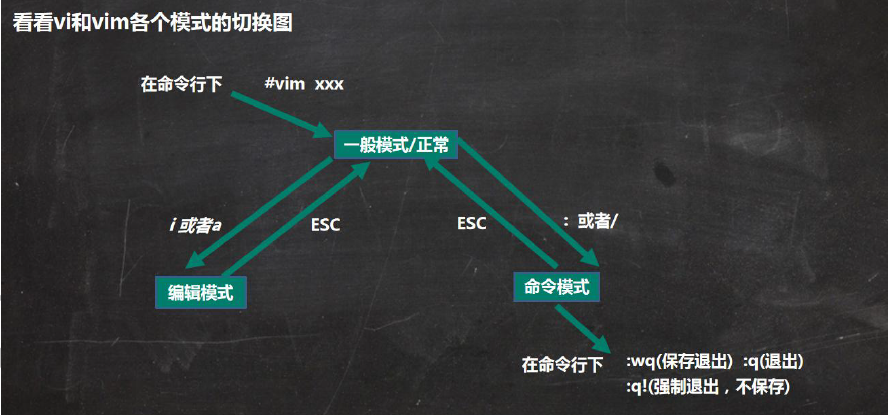 看看vi和vim各个模式的切换图
在命令行下 #vim xxx
一般模式/正常
i 或者a
ESC
ESC
: 或者/
编辑模式
命令模式
在命令行下 :wq(保存退出) :q(退出)
:q!(强制退出，不保存)